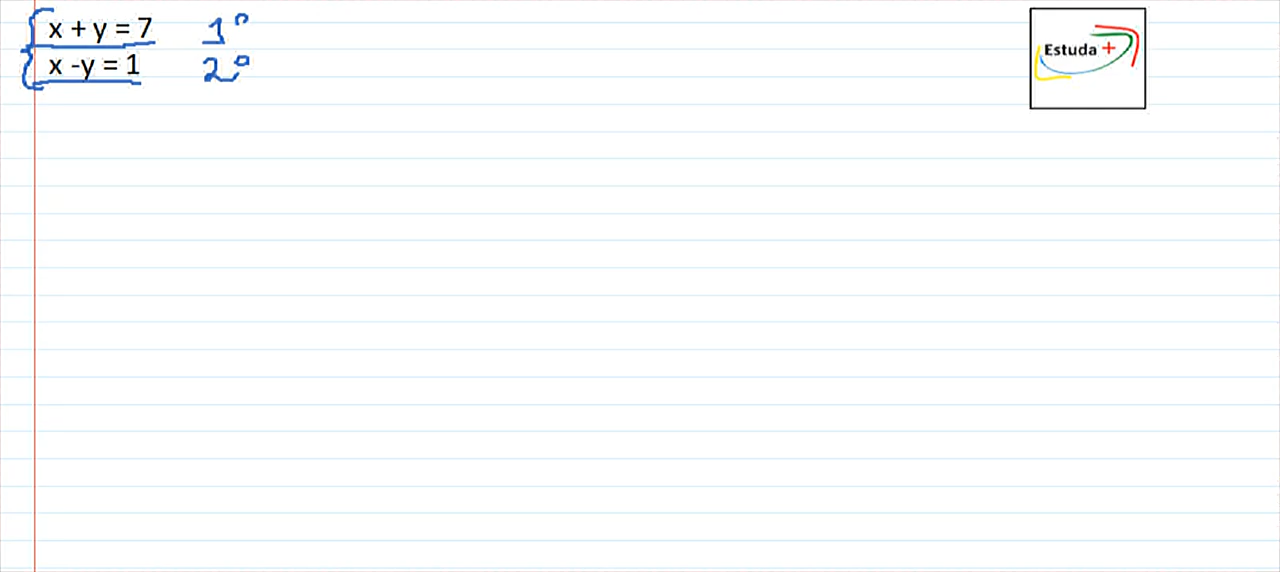 x + y = 7 1º
x -y = 1 2º
Estuda +